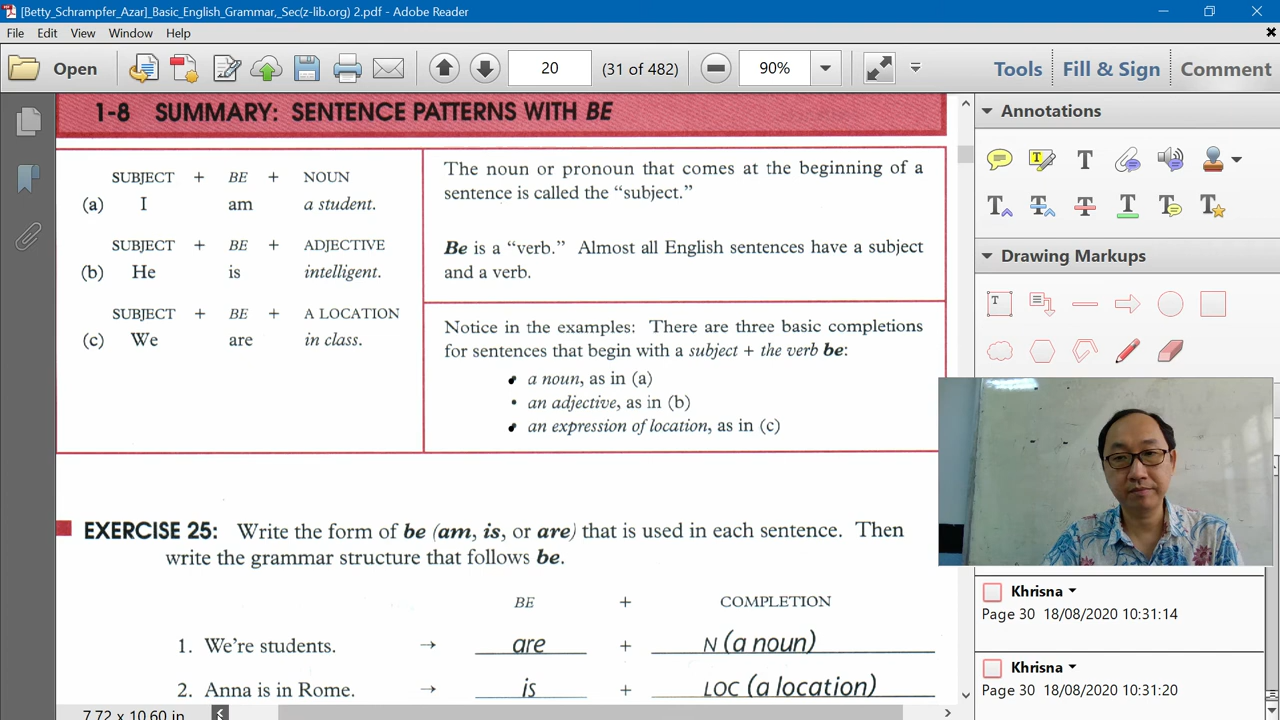 [Betty_Schrampfer_Azar]_Basic_English_Grammar,_Sec(z-lib.org) 2.pdf - Adobe Reader
File Edit View Window Help
Open 20 (31 of 482) 90% Tools Fill & Sign Comment
1-8 SUMMARY: SENTENCE PATTERNS WITH BE
SUBJECT + BE + NOUN
(a) I am a student.
SUBJECT + BE + ADJECTIVE
(b) He is intelligent.
SUBJECT + BE + A LOCATION
(c) We are in class.
The noun or pronoun that comes at the beginning of a
sentence is called the “subject.”
Be is a “verb.” Almost all English sentences have a subject
and a verb.
Notice in the examples: There are three basic completions
for sentences that begin with a subject + the verb be:
• a noun, as in (a)
• an adjective, as in (b)
• an expression of location, as in (c)
EXERCISE 25: Write the form of be (am, is, or are) that is used in each sentence. Then
write the grammar structure that follows be.
BE + COMPLETION
1. We’re students. → are + N (a noun)
2. Anna is in Rome. → is + LOC (a location)
7.72 x 10.60 in
Annotations
Drawing Markups
Khrisna
Page 30 18/08/2020 10:31:14
Khrisna
Page 30 18/08/2020 10:31:20